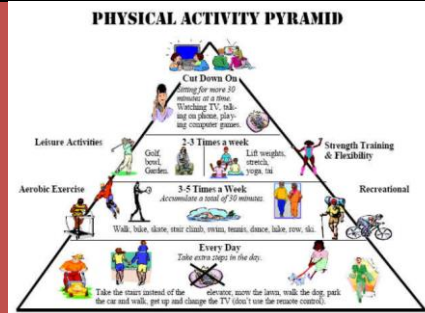 PHYSICAL ACTIVITY PYRAMID
Cut Down On
Sitting for more 30
minutes at a time.
Watching TV, talk-
ing on phone, play-
ing computer games.
Leisure Activities
2-3 Times a week
Strength Training
& Flexibility
Golf,
bowl,
Garden.
Lift weights,
stretch,
yoga, tai
Aerobic Exercise
3-5 Times a Week
Recreational
Accumulate a total of 30 minutes.
Walk, bike, skate, stair climb, swim, tennis, dance, hike, row, ski.
Every Day
Take extra steps in the day.
Take the stairs instead of the elevator, mow the lawn, walk the dog, park
the car and walk, get up and change the TV (don't use the remote control).